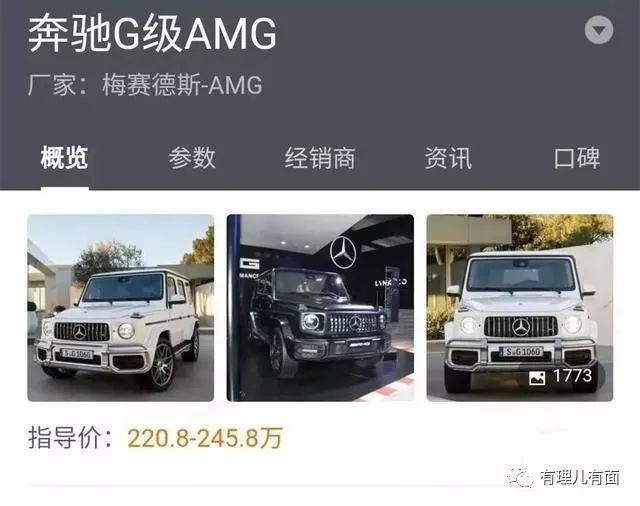 奔驰G级AMG
厂家：梅赛德斯-AMG
概览 参数 经销商 资讯 口碑
S G 1060
S G 1060
1773
指导价：220.8-245.8万
有理儿有面